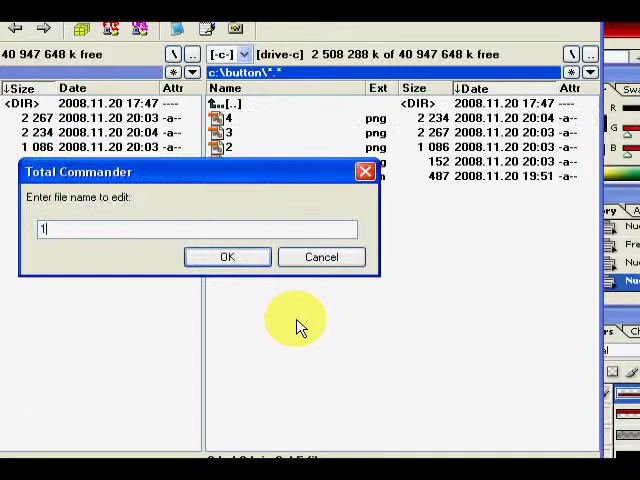 40 947 648 k free \ .. [-c-] [drive-c] 2 508 288 k of 40 947 648 k free \ ..
* c:\button\*.* *
↓Size Date Attr Name Ext Size ↓Date Attr
<DIR> 2008.11.20 17:47 ---- [..] <DIR> 2008.11.20 17:47 ----
2 267 2008.11.20 20:03 -a-- 4 png 2 234 2008.11.20 20:04 -a--
2 234 2008.11.20 20:03 -a-- 3 png 2 267 2008.11.20 20:03 -a--
1 086 2008.11.20 20:03 -a-- 2 png 1 086 2008.11.20 20:03 -a--
152 2008.11.20 20:03 -a--
487 2008.11.20 19:51 -a--
Total Commander
Enter file name to edit:
1
OK Cancel
R
G
B